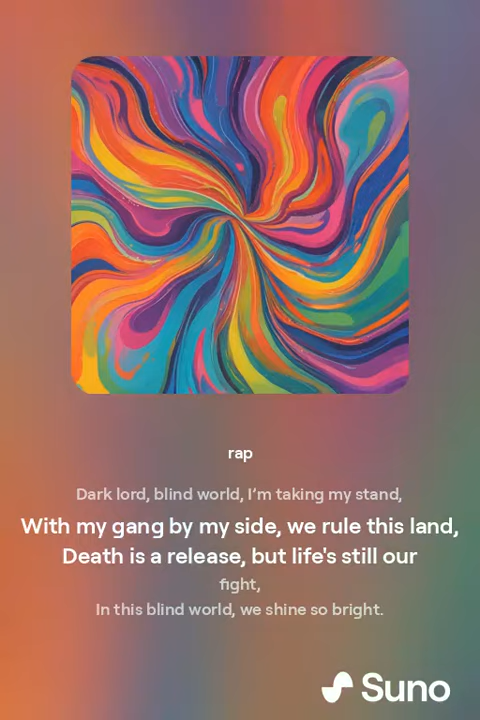 rap
Dark lord, blind world, I'm taking my stand,
With my gang by my side, we rule this land,
Death is a release, but life's still our
fight,
In this blind world, we shine so bright.
Suno